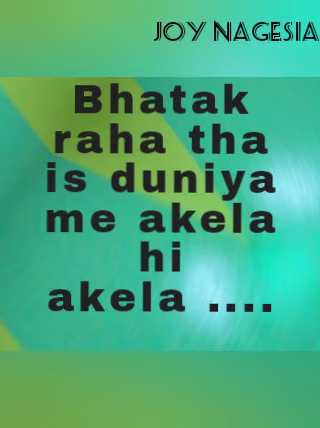 JOY NAGESIA
Bhatak
raha tha
is duniya
me akela
hi
akela ....